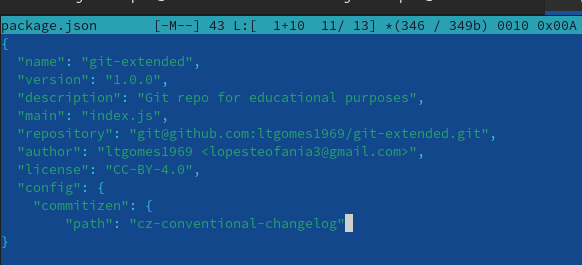 package.json [-M--] 43 L:[ 1+10 11/ 13] *(346 / 349b) 0010 0x00A
{
  "name": "git-extended",
  "version": "1.0.0",
  "description": "Git repo for educational purposes",
  "main": "index.js",
  "repository": "git@github.com:ltgomes1969/git-extended.git",
  "author": "ltgomes1969 <lopesteofania3@gmail.com>",
  "license": "CC-BY-4.0",
  "config": {
    "commitizen": {
        "path": "cz-conventional-changelog"
}